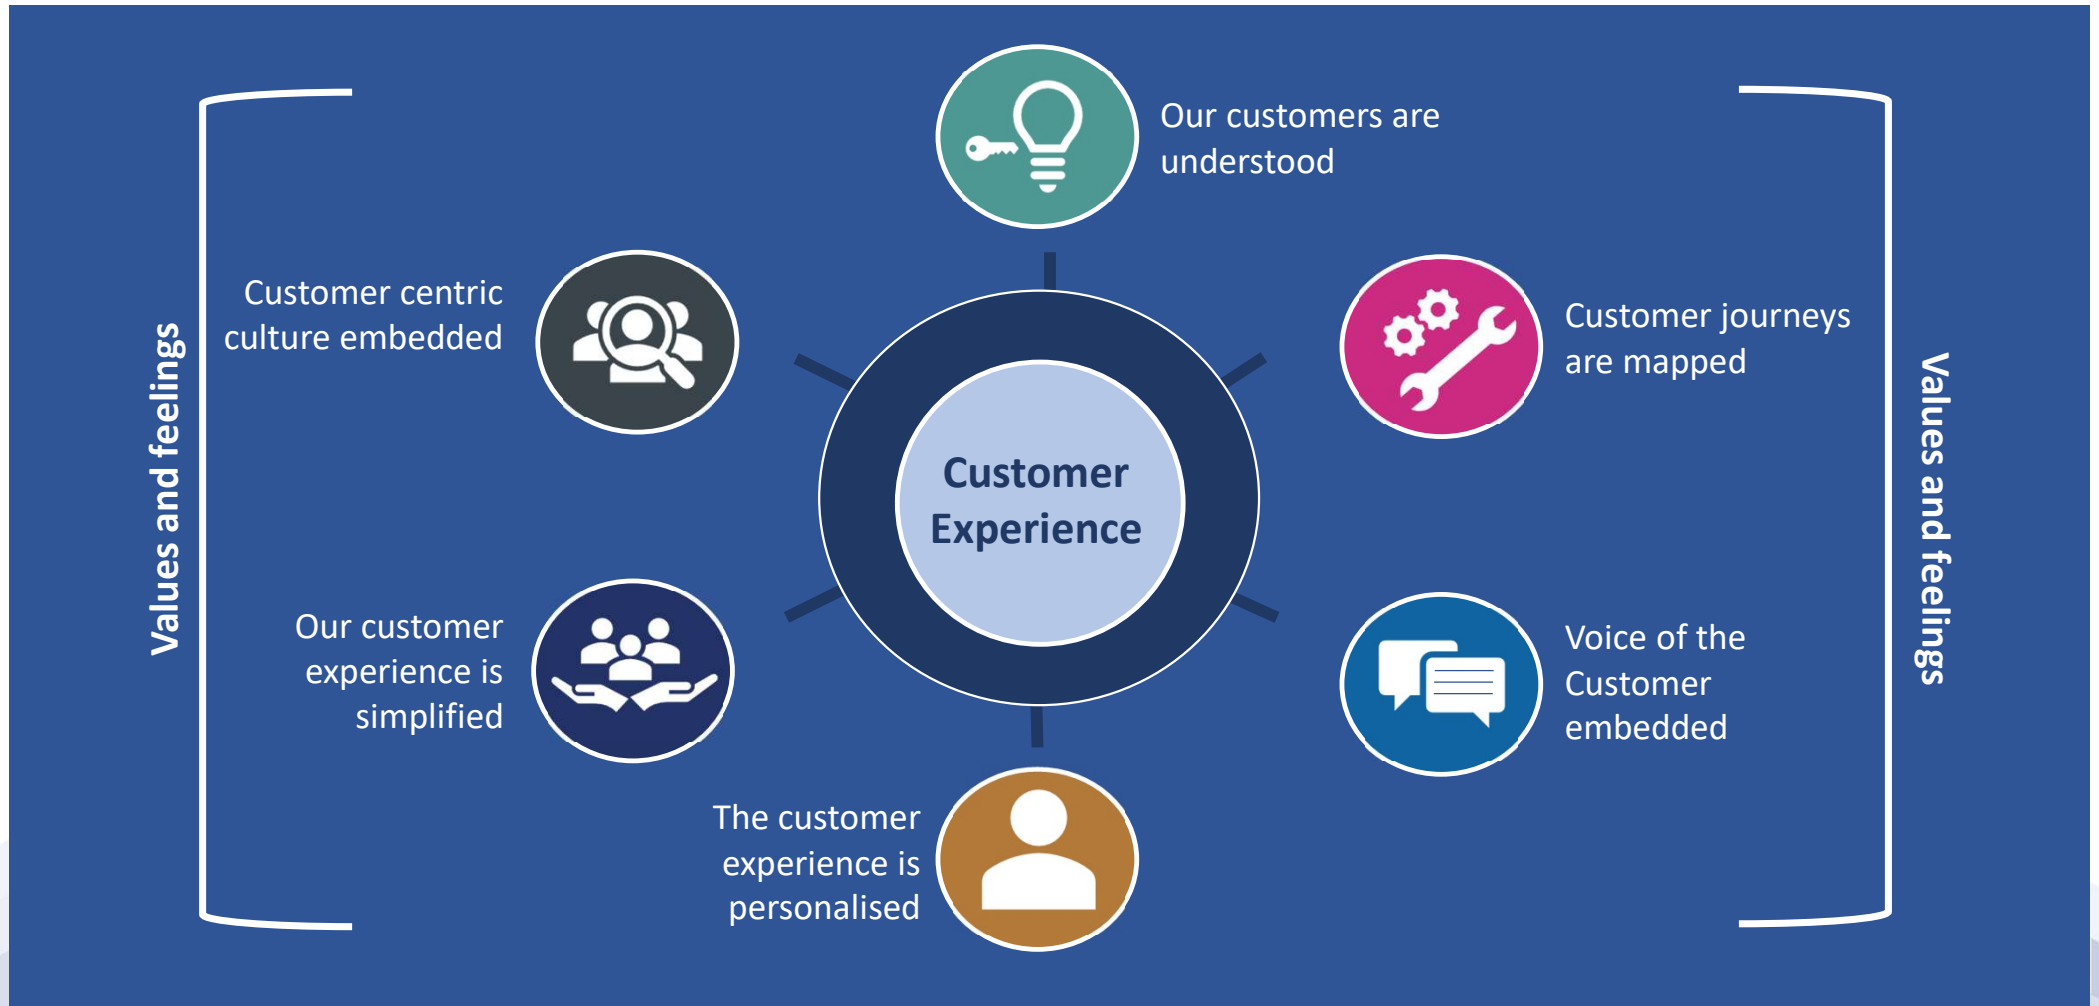 Values and feelings
Our customers are
understood
Customer centric
culture embedded
Customer journeys
are mapped
Customer
Experience
Our customer
experience is
simplified
Voice of the
Customer
embedded
The customer
experience is
personalised
Values and feelings